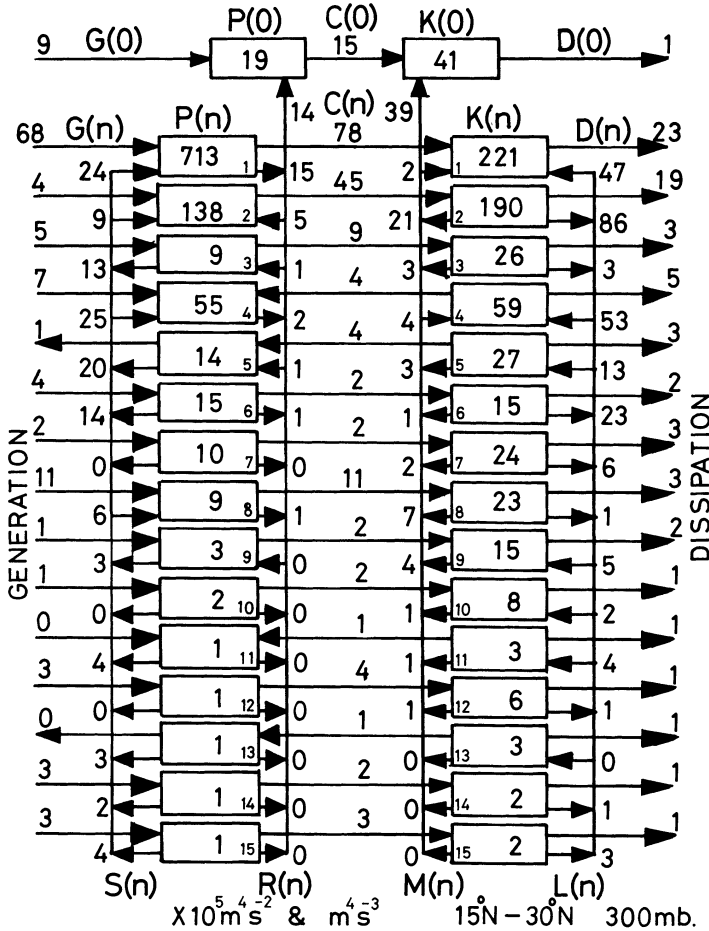 P(0) C(0) K(0)
9 G(0) 19 15 41 D(0) 1
14 C(n) 39
68 G(n) P(n) 78 K(n) D(n) 23
24 713 1 15 2 1 221 47
4 45 19
9 138 2 5 21 2 190 86
5 9 3
13 9 3 1 3 3 26 3
7 4 5
25 55 4 2 4 4 59 53
1 4 3
20 14 5 1 3 5 27 13
4 2 2
14 15 6 1 1 6 15 23
2 2 3
0 10 7 0 2 7 24 6
11 11 3
6 9 8 1 7 8 23 1
1 2 2
3 3 9 0 4 9 15 5
1 2 1
0 2 10 0 1 10 8 2
0 1 1
4 1 11 0 1 11 3 4
3 4 1
0 1 12 0 1 12 6 1
0 1 1
3 1 13 0 0 13 3 0
3 2 1
2 1 14 0 0 14 2 1
3 3 1
4 1 15 0 0 15 2 3
S(n) R(n) M(n) L(n)
X10⁵m⁴s⁻² & m⁴s⁻³ 15°N – 30°N 300mb.
GENERATION
DISSIPATION